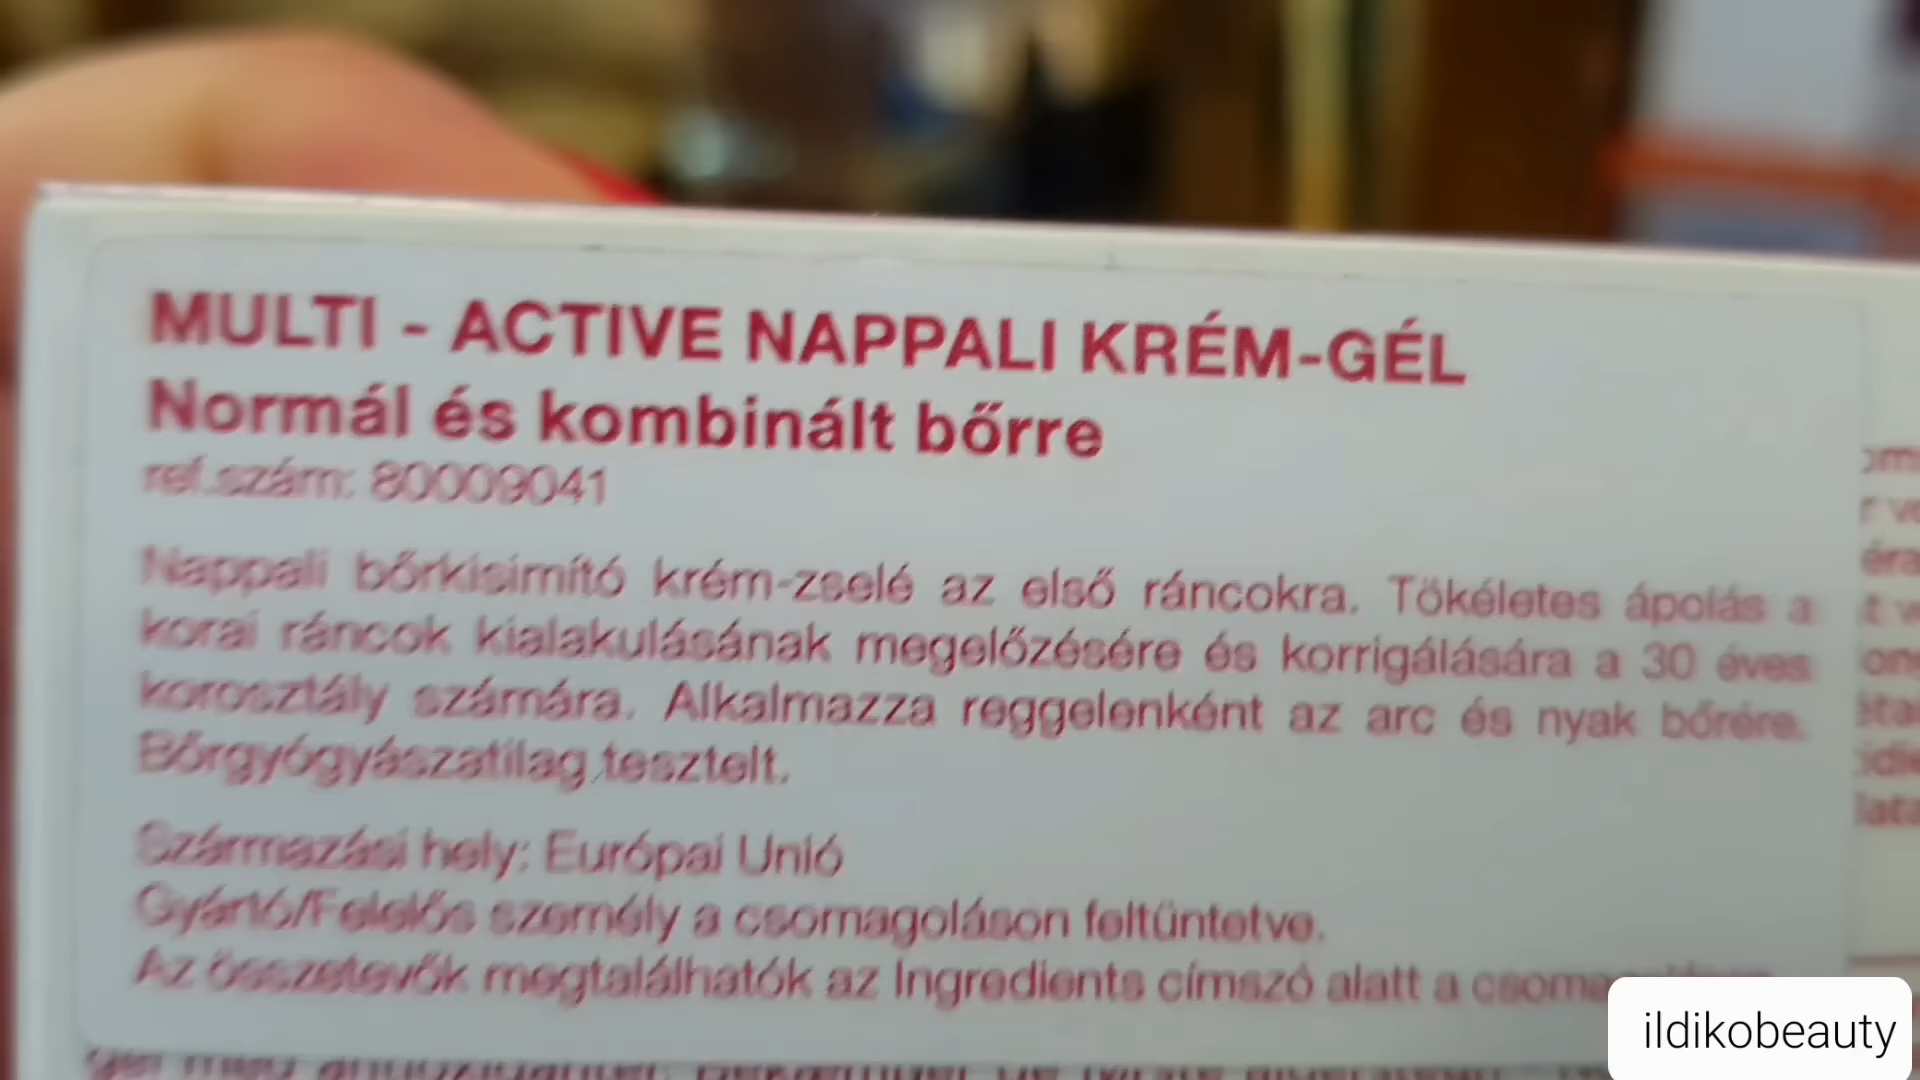 MULTI - ACTIVE NAPPALI KRÉM-GÉL
Normál és kombinált bőrre
ref.szám: 80009041
Nappali bőrkisimító krém-zselé az első ráncokra. Tökéletes ápolás a
korai ráncok kialakulásának megelőzésére és korrigálására a 30 éves
korosztály számára. Alkalmazza reggelenként az arc és nyak bőrére.
Bőrgyógyászatilag tesztelt.
Származási hely: Európai Unió
Gyártó/Felelős személy a csomagoláson feltüntetve.
Az összetevők megtalálhatók az Ingredients címszó alatt a
ildikobeauty